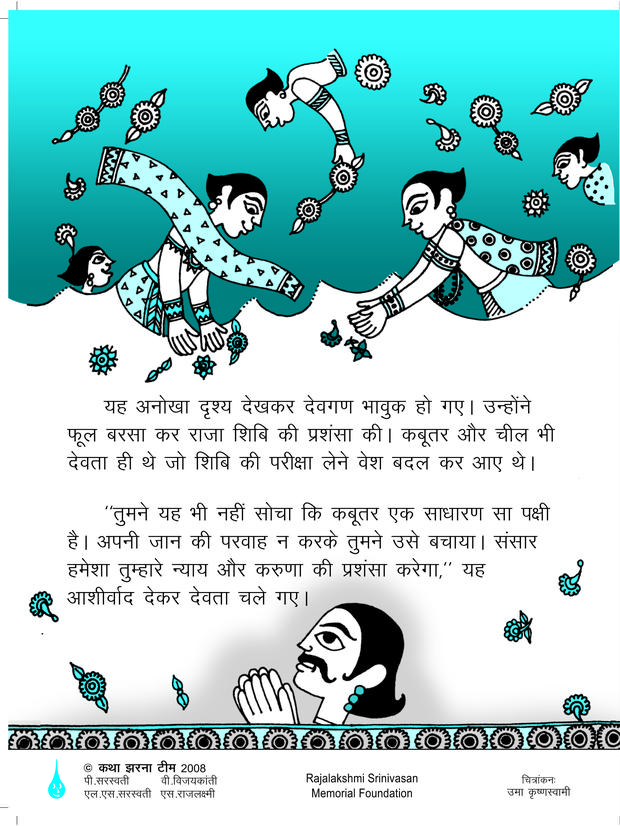 यह अनोखा दृश्य देखकर देवगण भावुक हो गए। उन्होंने
फूल बरसा कर राजा शिबि की प्रशंसा की। कबूतर और चील भी
देवता ही थे जो शिबि की परीक्षा लेने वेश बदल कर आए थे।
‘‘तुमने यह भी नहीं सोचा कि कबूतर एक साधारण सा पक्षी
है। अपनी जान की परवाह न करके तुमने उसे बचाया। संसार
हमेशा तुम्हारे न्याय और करुणा की प्रशंसा करेगा,’’ यह
आशीर्वाद देकर देवता चले गए।
© कथा झरना टीम 2008
पी.सरस्वती वी.विजयकांती
एल.एस.सरस्वती एस.राजलक्ष्मी
Rajalakshmi Srinivasan
Memorial Foundation
चित्रांकनः
उमा कृष्णस्वामी